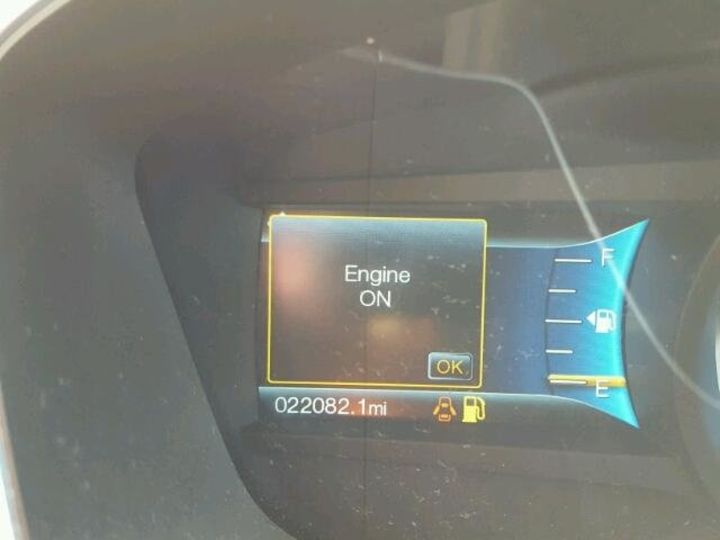 Engine
ON
F
OK
E
022082.1mi